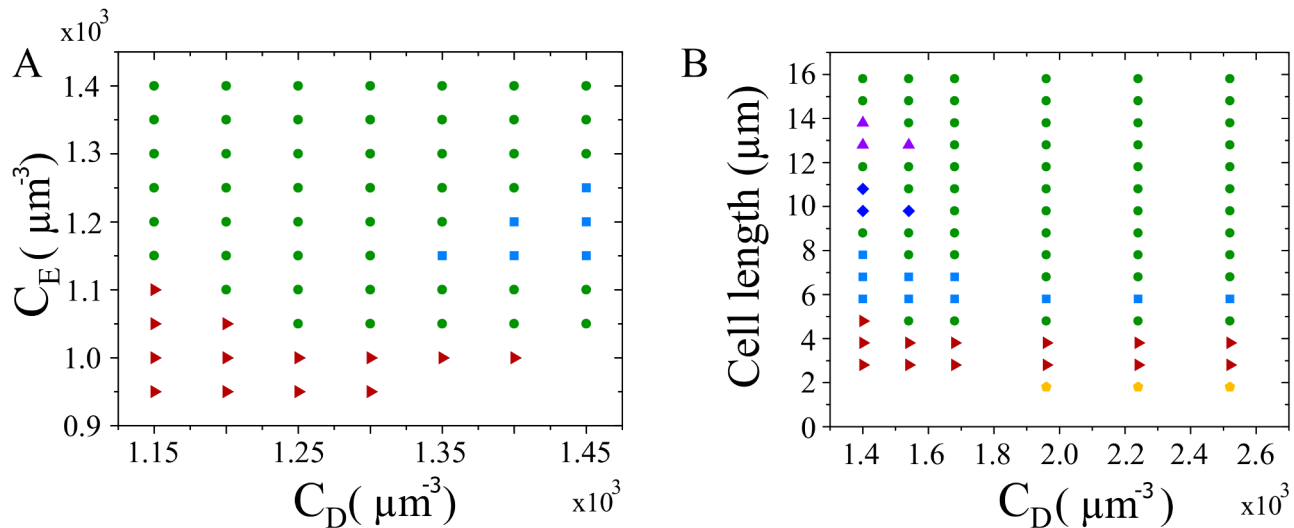 A
x10³
1.4
1.3
1.2
1.1
1.0
0.9
C_E( µm⁻³)
1.15
1.25
1.35
1.45
C_D( µm⁻³)
x10³
B
16
14
12
10
8
6
4
2
0
Cell length (µm)
1.4
1.6
1.8
2.0
2.2
2.4
2.6
C_D( µm⁻³)
x10³